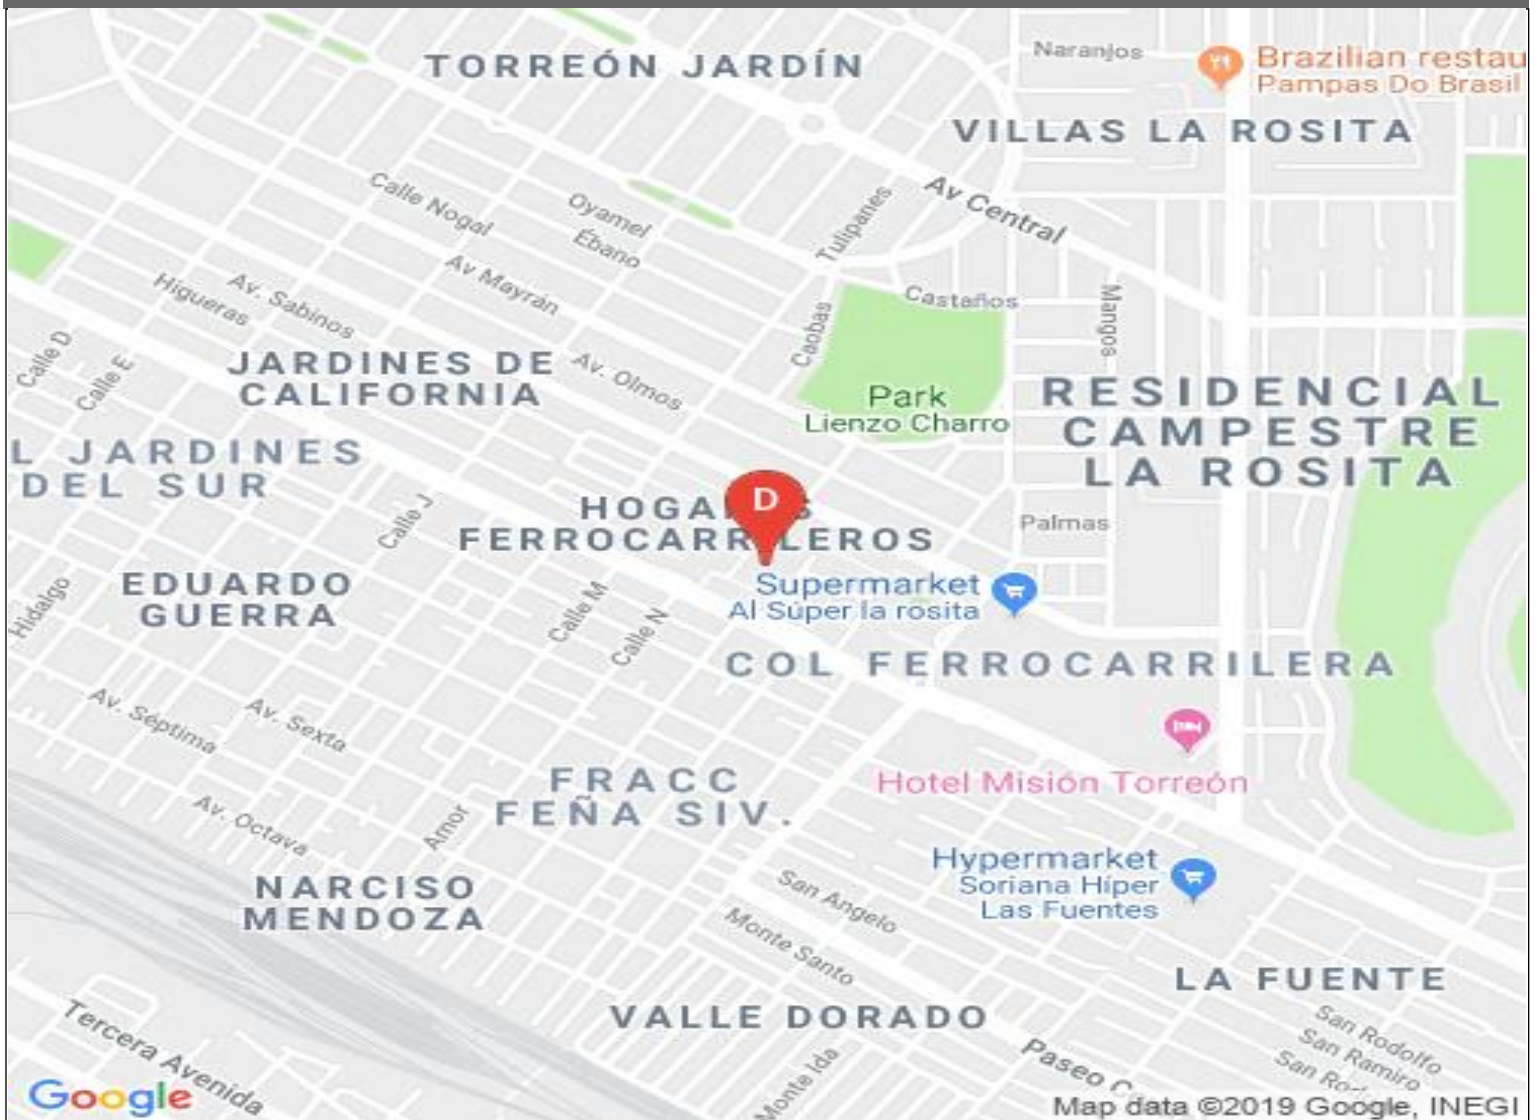 TORREÓN JARDÍN
Naranjos
Brazilian restau
Pampas Do Brasil
VILLAS LA ROSITA
Calle Nogal
Oyamel
Ébano
Tulipanes
Av Central
Av Mayrán
Av. Sabinos
Higueras
Castaños
Mangos
Caobas
Calle D
Calle E
JARDINES DE
CALIFORNIA
Av. Olmos
Park
Lienzo Charro
RESIDENCIAL
CAMPESTRE
LA ROSITA
L JARDINES
DEL SUR
Calle J
D
HOGA S
FERROCARR LEROS
Palmas
EDUARDO
GUERRA
Hidalgo
Calle M
Calle N
Supermarket
Al Súper la rosita
COL FERROCARRILERA
Av. Séptima
Av. Sexta
FRACC
FEÑA SIV.
Hotel Misión Torreón
Av. Octava
Amor
Hypermarket
Soriana Híper
Las Fuentes
NARCISO
MENDOZA
San Angelo
Monte Santo
LA FUENTE
VALLE DORADO
San Rodolfo
San Ramiro
San Ro
Tercera Avenida
Monte Ida
Paseo C
Google
Map data ©2019 Google, INEGI